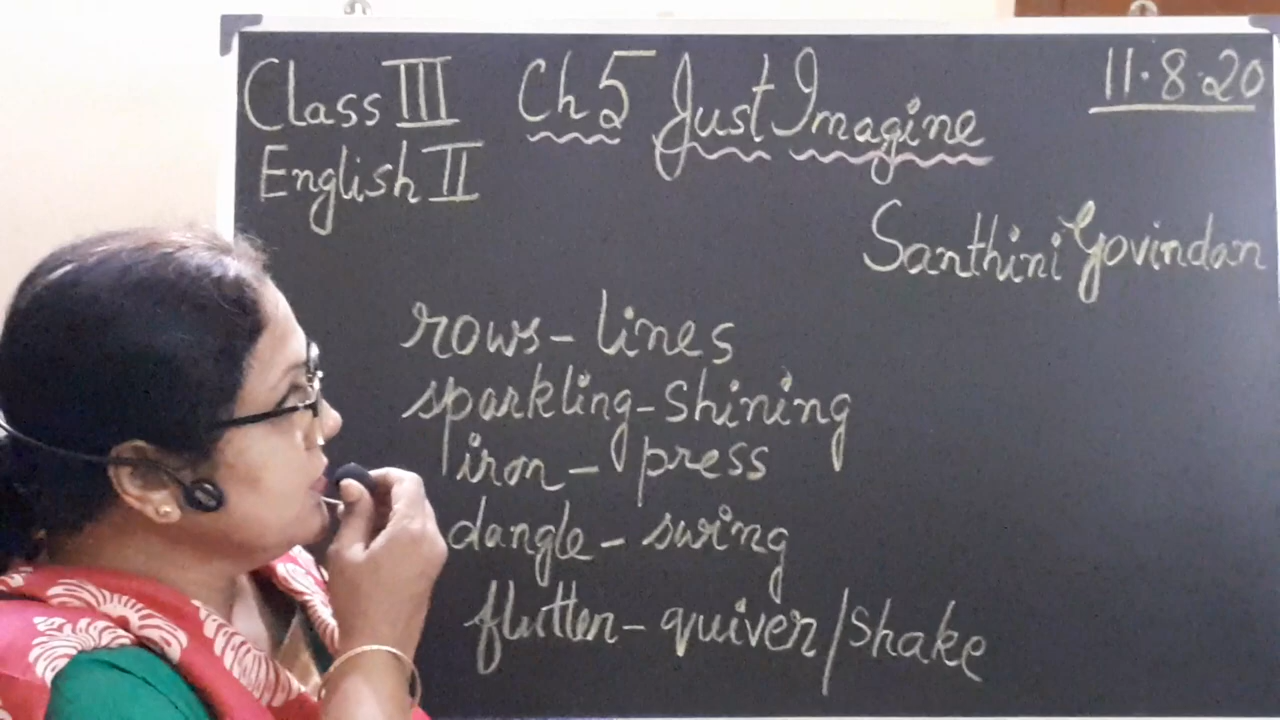 Class III Ch 5 Just Imagine 11.8.20
English II
Santhini Govindan
rows - lines
sparkling - shining
iron - press
dangle - swing
flutter - quiver/shake